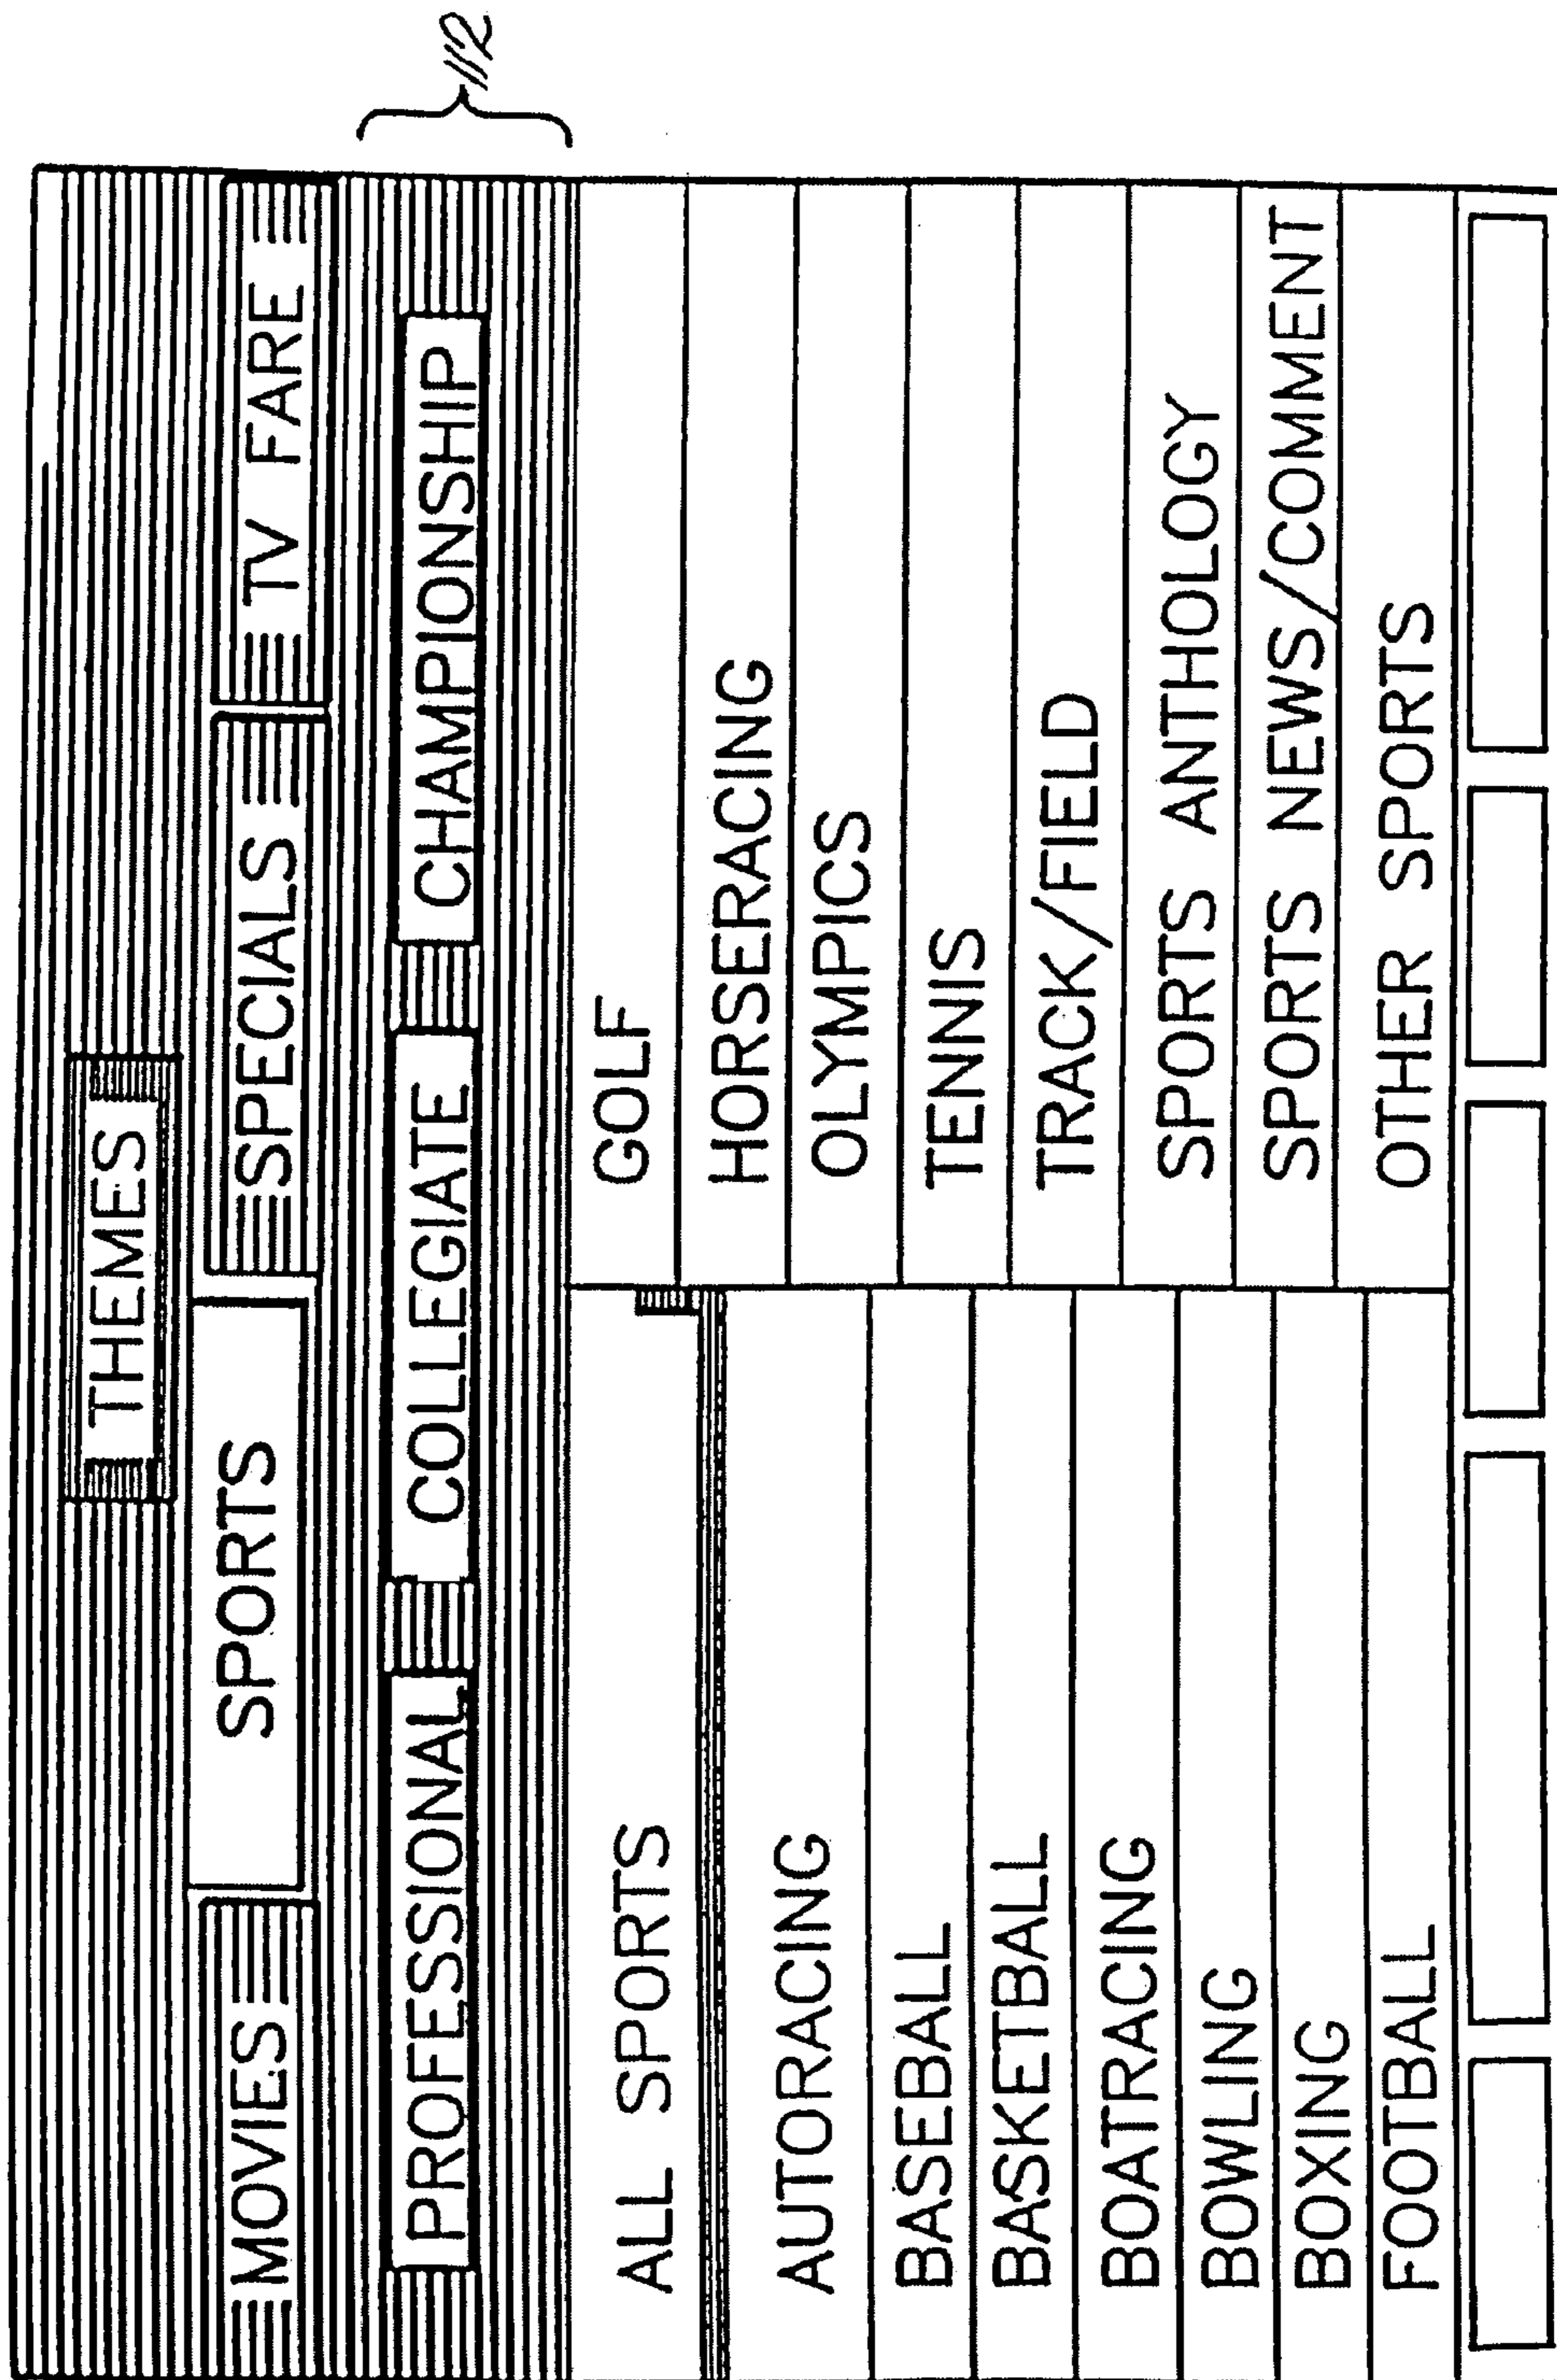 THEMES
MOVIES SPORTS SPECIALS TV FARE
PROFESSIONAL COLLEGIATE CHAMPIONSHIP
112
ALL SPORTS
AUTORACING
BASEBALL
BASKETBALL
BOATRACING
BOWLING
BOXING
FOOTBALL
GOLF
HORSERACING
OLYMPICS
TENNIS
TRACK/FIELD
SPORTS ANTHOLOGY
SPORTS NEWS/COMMENT
OTHER SPORTS